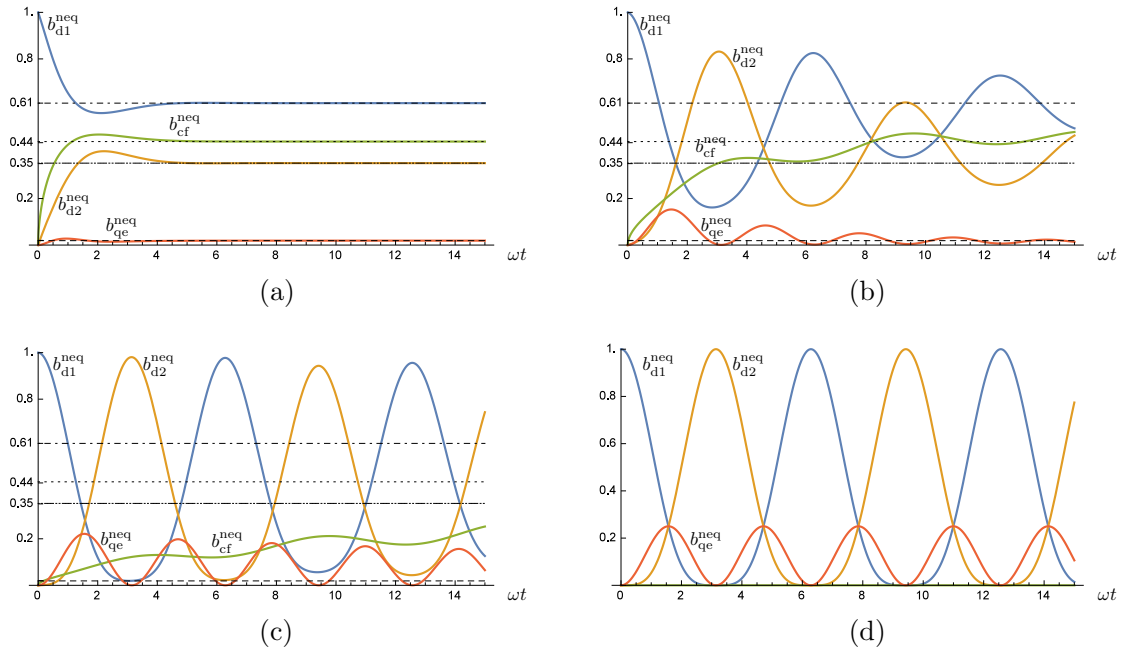 1.
0.8
0.61
0.44
0.35
0.2
b_d1^neq
b_cf^neq
b_d2^neq
b_qe^neq
0 2 4 6 8 10 12 14 ωt
(a)
1.
0.8
0.61
0.44
0.35
0.2
b_d1^neq
b_d2^neq
b_cf^neq
b_qe^neq
0 2 4 6 8 10 12 14 ωt
(b)
1.
0.8
0.61
0.44
0.35
0.2
b_d1^neq b_d2^neq
b_qe^neq b_cf^neq
0 2 4 6 8 10 12 14 ωt
(c)
1.
0.8
0.61
0.44
0.35
0.2
b_d1^neq b_d2^neq
b_qe^neq
0 2 4 6 8 10 12 14 ωt
(d)